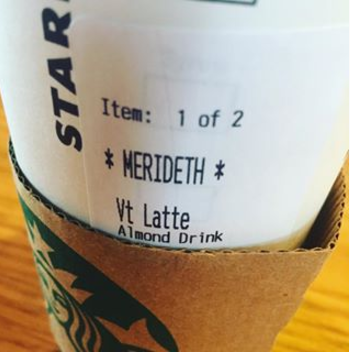 STAR
Item: 1 of 2
* MERIDETH *
Vt Latte
Almond Drink